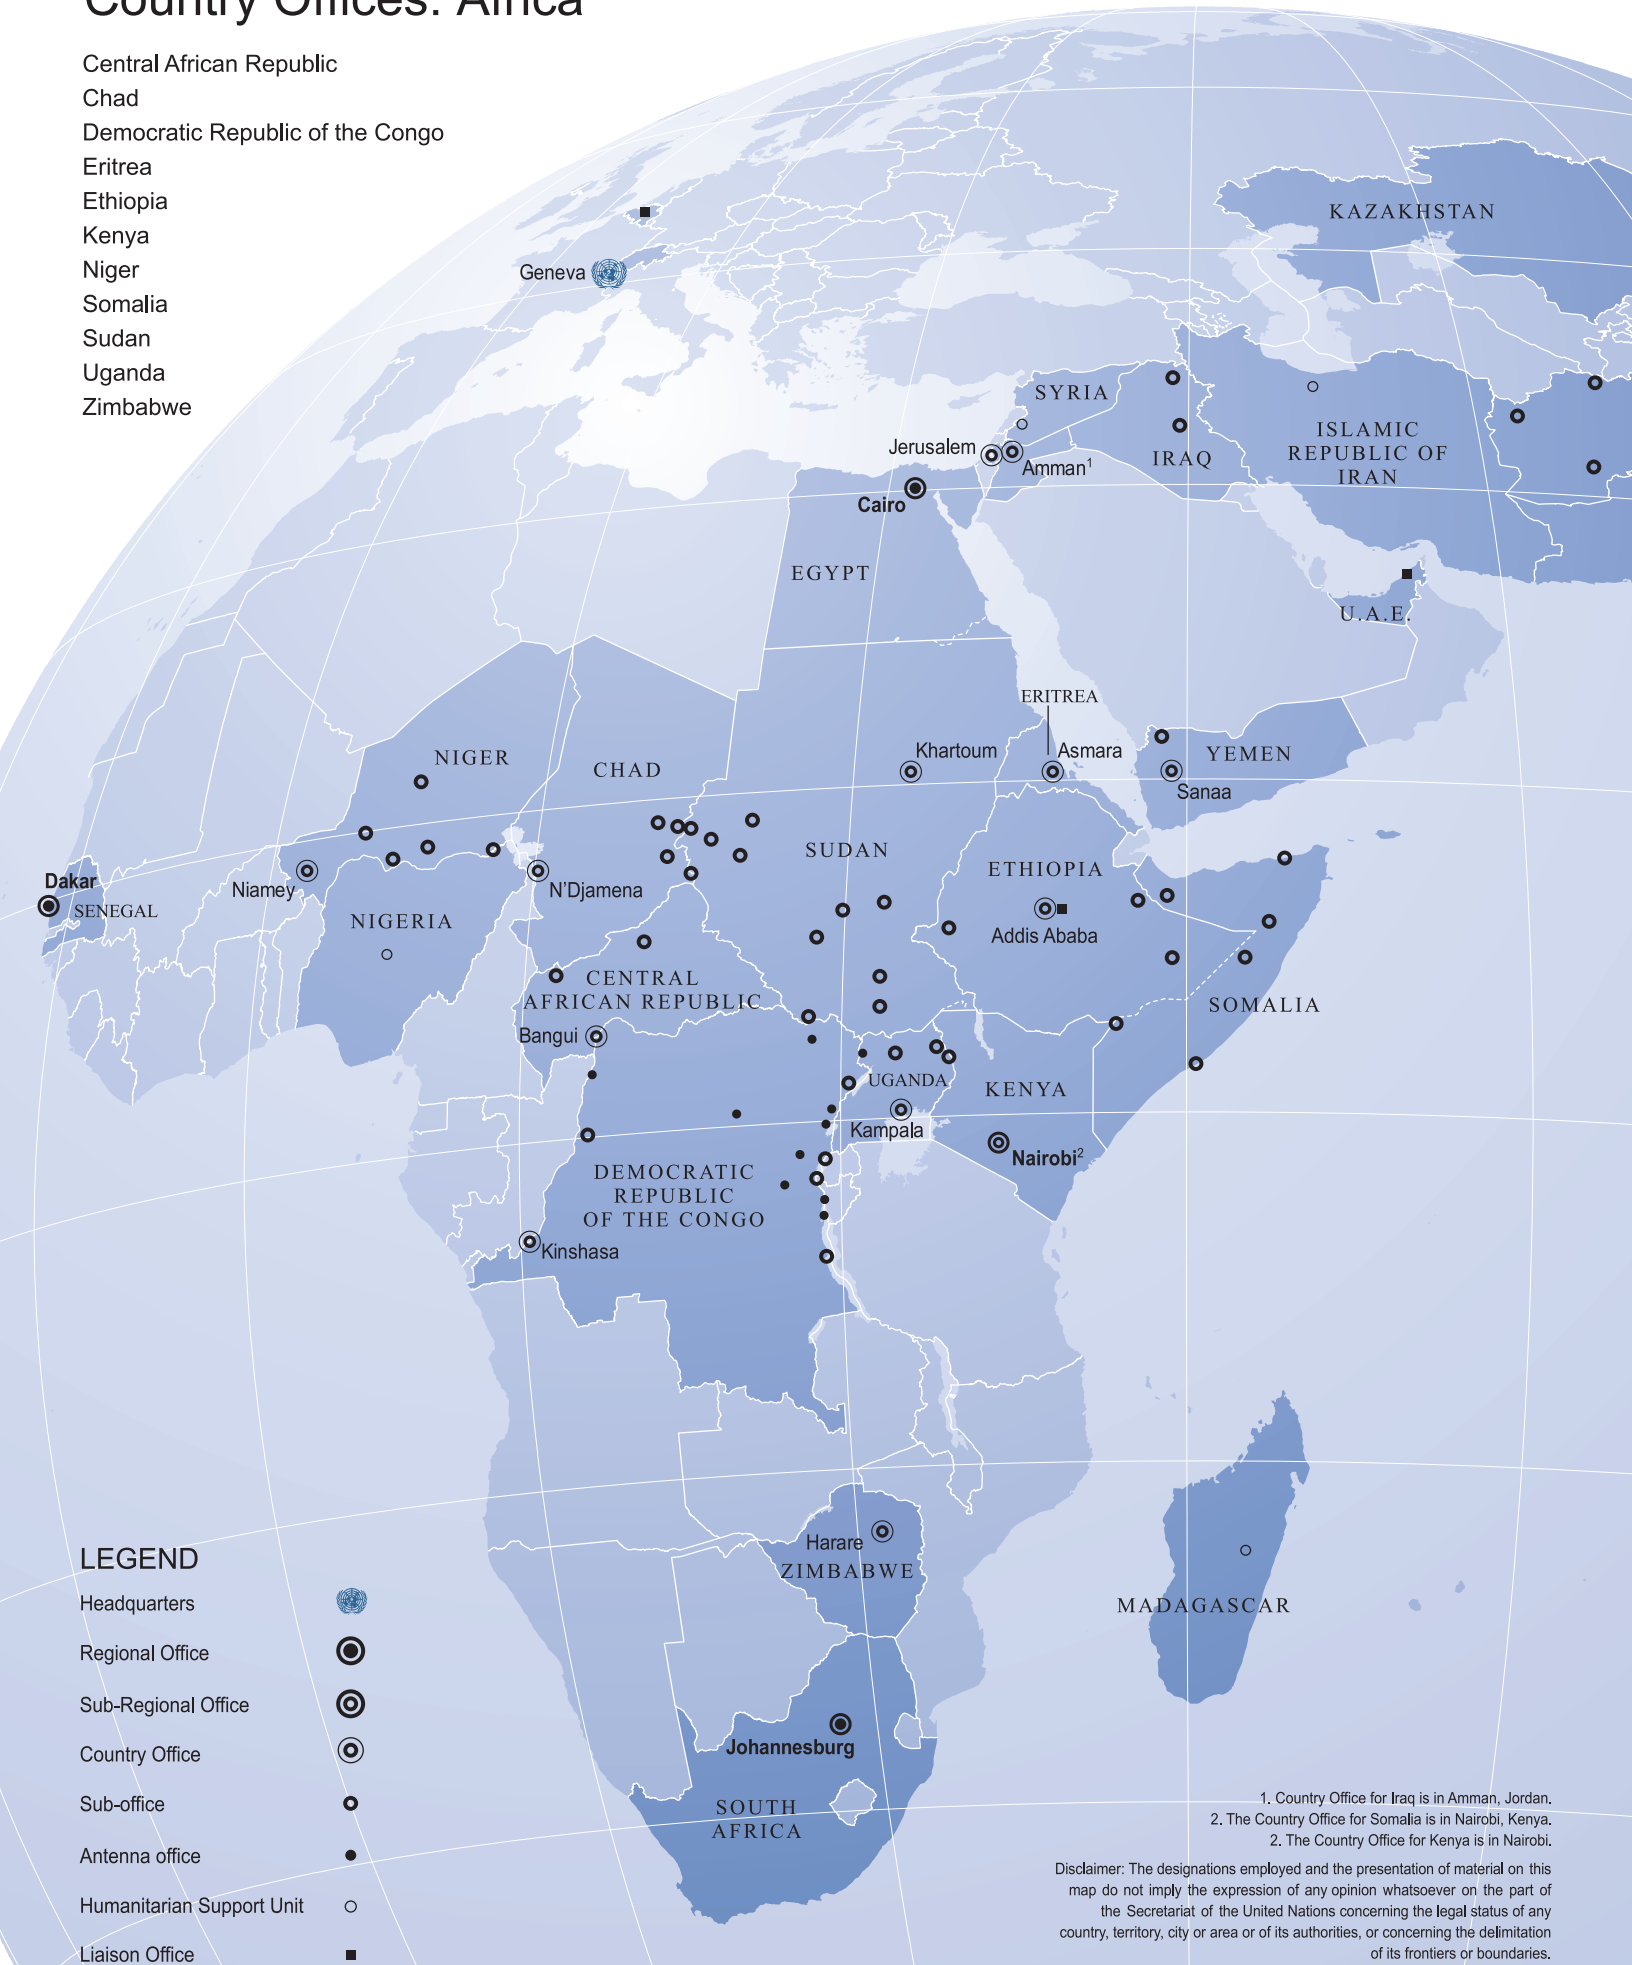 Country Offices: Africa
Central African Republic
Chad
Democratic Republic of the Congo
Eritrea
Ethiopia
Kenya
Niger
Somalia
Sudan
Uganda
Zimbabwe
KAZAKHSTAN
Geneva
SYRIA
Jerusalem
Amman1
IRAQ
ISLAMIC
REPUBLIC OF
IRAN
Cairo
EGYPT
U.A.E.
ERITREA
NIGER
CHAD
Khartoum
Asmara
YEMEN
Sanaa
SUDAN
ETHIOPIA
Dakar
SENEGAL
Niamey
N'Djamena
NIGERIA
Addis Ababa
CENTRAL
AFRICAN REPUBLIC
SOMALIA
Bangui
UGANDA
KENYA
Kampala
Nairobi2
DEMOCRATIC
REPUBLIC
OF THE CONGO
Kinshasa
Harare
ZIMBABWE
MADAGASCAR
Johannesburg
SOUTH
AFRICA
LEGEND
Headquarters
Regional Office
Sub-Regional Office
Country Office
Sub-office
Antenna office
Humanitarian Support Unit
Liaison Office
1. Country Office for Iraq is in Amman, Jordan.
2. The Country Office for Somalia is in Nairobi, Kenya.
2. The Country Office for Kenya is in Nairobi.
Disclaimer: The designations employed and the presentation of material on this
map do not imply the expression of any opinion whatsoever on the part of
the Secretariat of the United Nations concerning the legal status of any
country, territory, city or area or of its authorities, or concerning the delimitation
of its frontiers or boundaries.